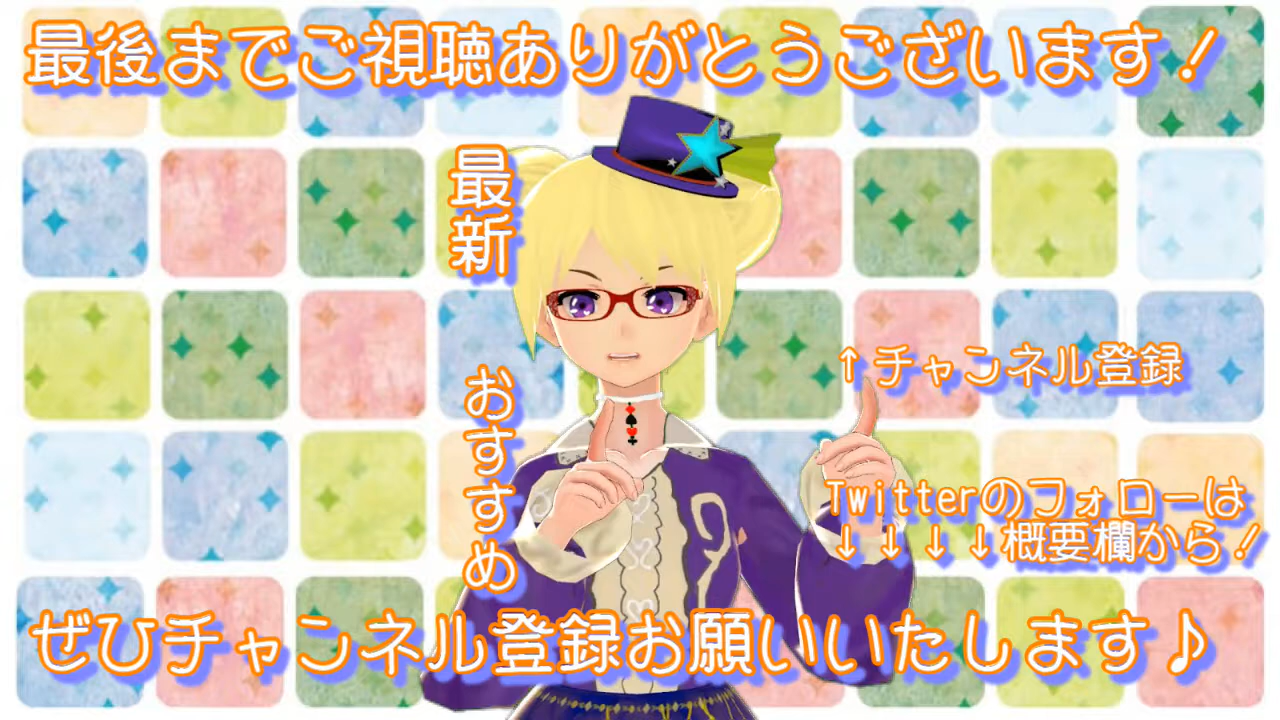 最後までご視聴ありがとうございます！
最新
おすすめ
↑チャンネル登録
Twitterのフォローは
↓↓↓↓概要欄から！
ぜひチャンネル登録お願いいたします♪